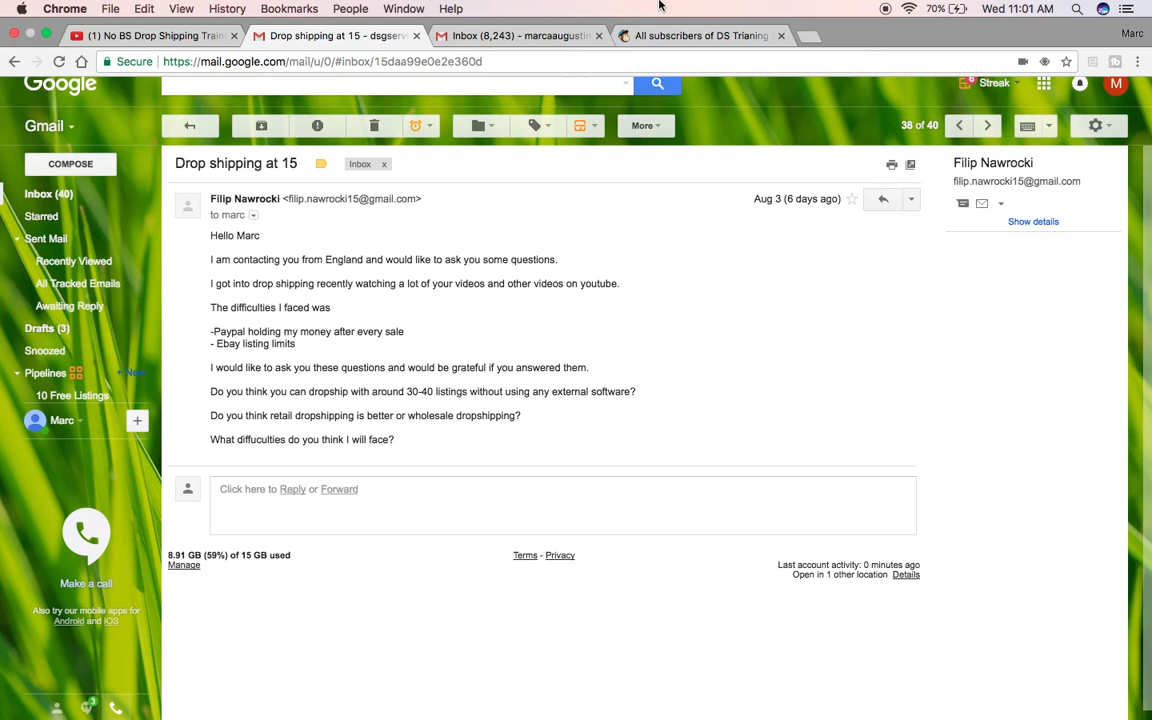 Chrome File Edit View History Bookmarks People Window Help 70% Wed 11:01 AM
(1) No BS Drop Shipping Train Drop shipping at 15 - dsgserv Inbox (8,243) - marcaaugustin All subscribers of DS Trianing Marc
Secure https://mail.google.com/mail/u/0/#inbox/15daa99e0e2e360d
Google Streak M
Gmail More 38 of 40
COMPOSE
Inbox (40)
Starred
Sent Mail
Recently Viewed
All Tracked Emails
Awaiting Reply
Drafts (3)
Snoozed
Pipelines + New
10 Free Listings
Marc
Make a call
Also try our mobile apps for
Android and iOS
3
Drop shipping at 15 Inbox x
Filip Nawrocki <filip.nawrocki15@gmail.com> Aug 3 (6 days ago)
to marc
Hello Marc
I am contacting you from England and would like to ask you some questions.
I got into drop shipping recently watching a lot of your videos and other videos on youtube.
The difficulties I faced was
-Paypal holding my money after every sale
- Ebay listing limits
I would like to ask you these questions and would be grateful if you answered them.
Do you think you can dropship with around 30-40 listings without using any external software?
Do you think retail dropshipping is better or wholesale dropshipping?
What diffuculties do you think I will face?
Click here to Reply or Forward
8.91 GB (59%) of 15 GB used
Manage
Terms - Privacy
Last account activity: 0 minutes ago
Open in 1 other location Details
Filip Nawrocki
filip.nawrocki15@gmail.com
Show details